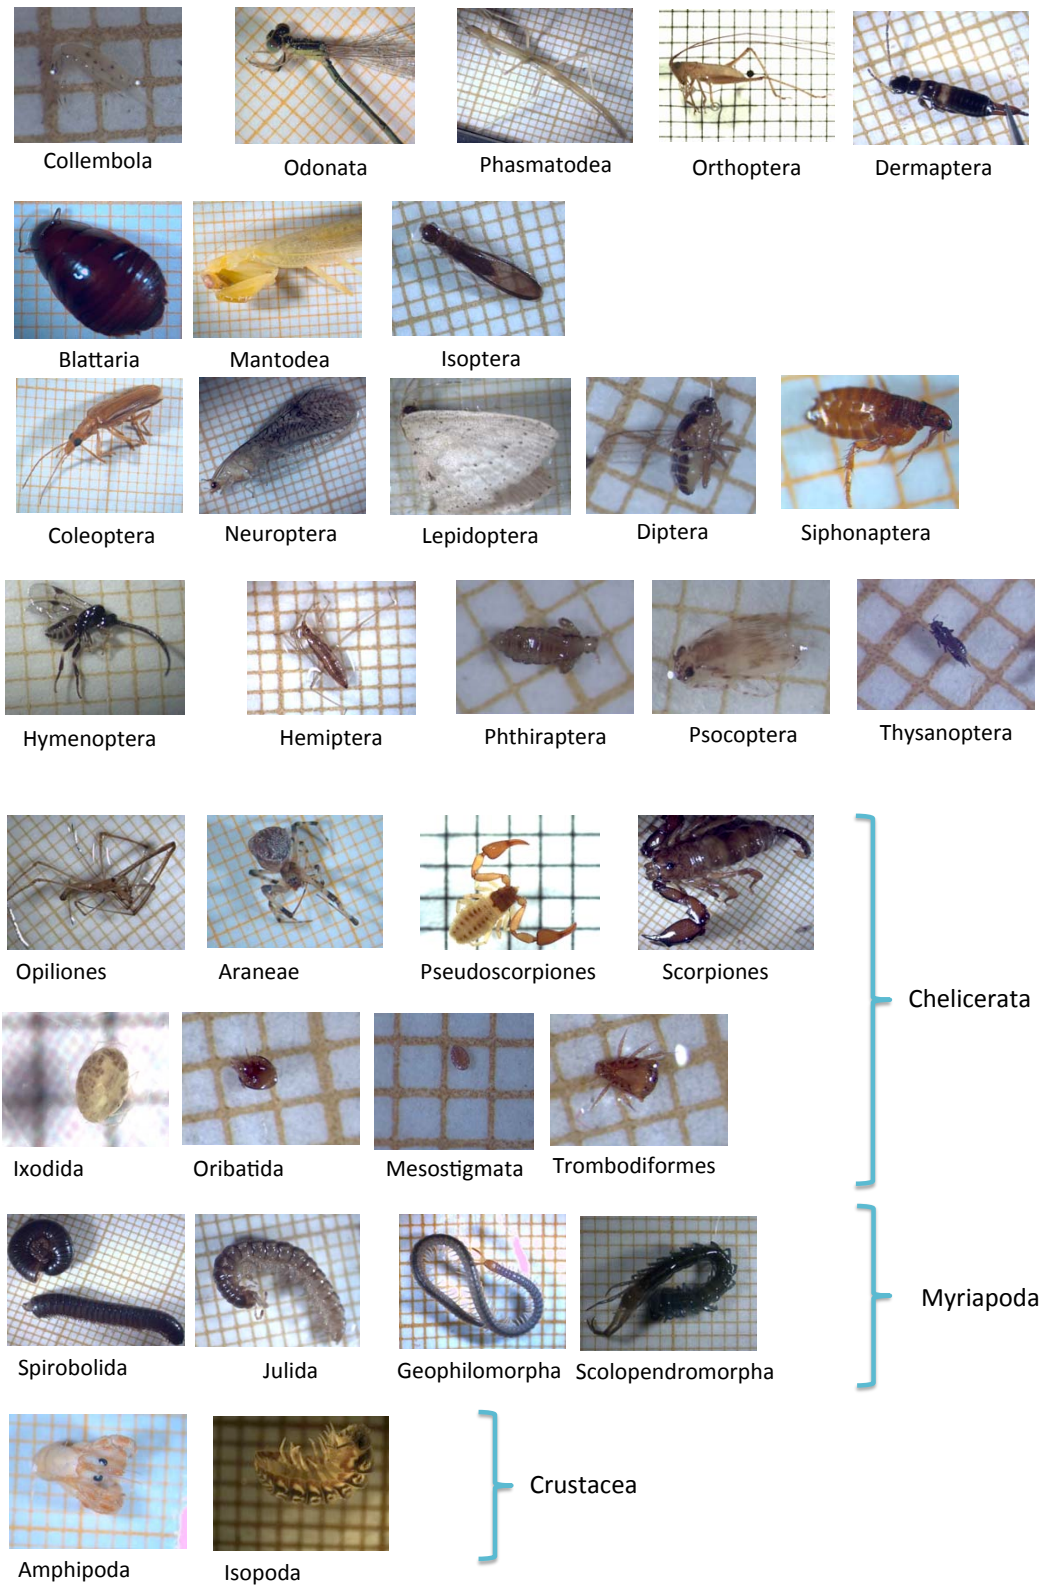 Collembola
Odonata
Phasmatodea
Orthoptera
Dermaptera
Blattaria
Mantodea
Isoptera
Coleoptera
Neuroptera
Lepidoptera
Diptera
Siphonaptera
Hymenoptera
Hemiptera
Phthiraptera
Psocoptera
Thysanoptera
Opiliones
Araneae
Pseudoscorpiones
Scorpiones
Chelicerata
Ixodida
Oribatida
Mesostigmata
Trombodiformes
Spirobolida
Julida
Geophilomorpha
Scolopendromorpha
Myriapoda
Amphipoda
Isopoda
Crustacea